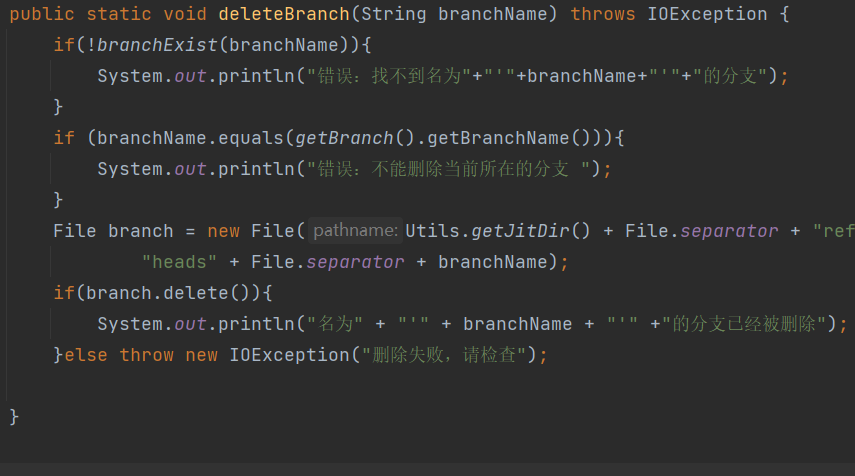 public static void deleteBranch(String branchName) throws IOException {
if(!branchExist(branchName)){
System.out.println("错误：找不到名为"+"'"+branchName+"'"+"的分支");
}
if (branchName.equals(getBranch().getBranchName())){
System.out.println("错误：不能删除当前所在的分支 ");
}
File branch = new File( pathname: Utils.getJitDir() + File.separator + "ref
"heads" + File.separator + branchName);
if(branch.delete()){
System.out.println("名为" + "'" + branchName + "'" +"的分支已经被删除");
}else throw new IOException("删除失败，请检查");
}